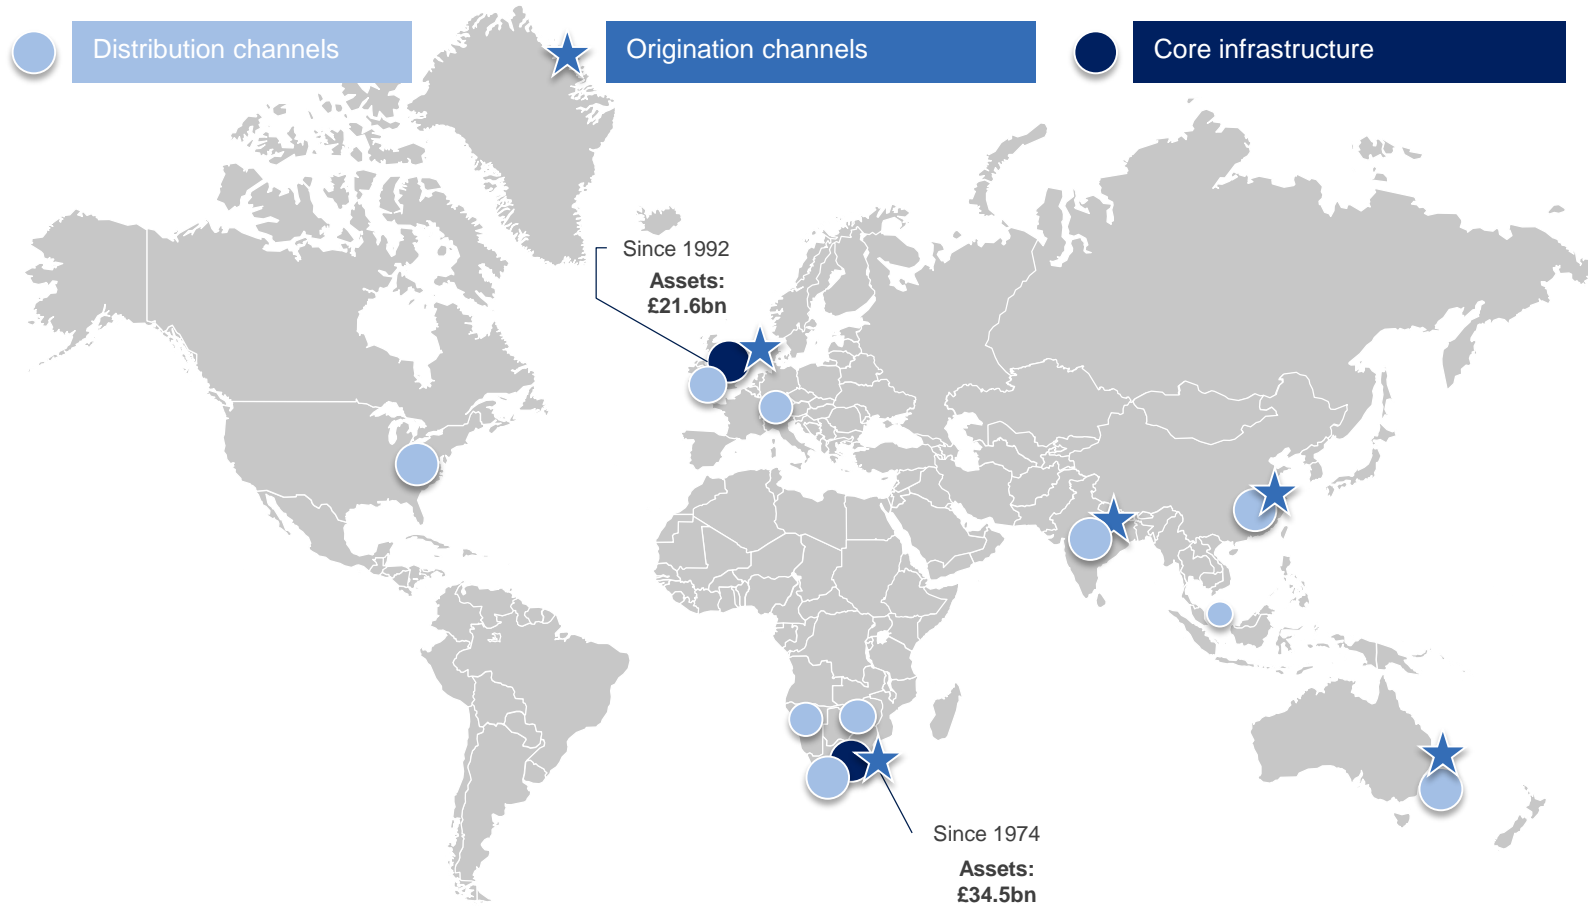 Distribution channels
Origination channels
Core infrastructure
Since 1992
Assets:
£21.6bn
Since 1974
Assets:
£34.5bn